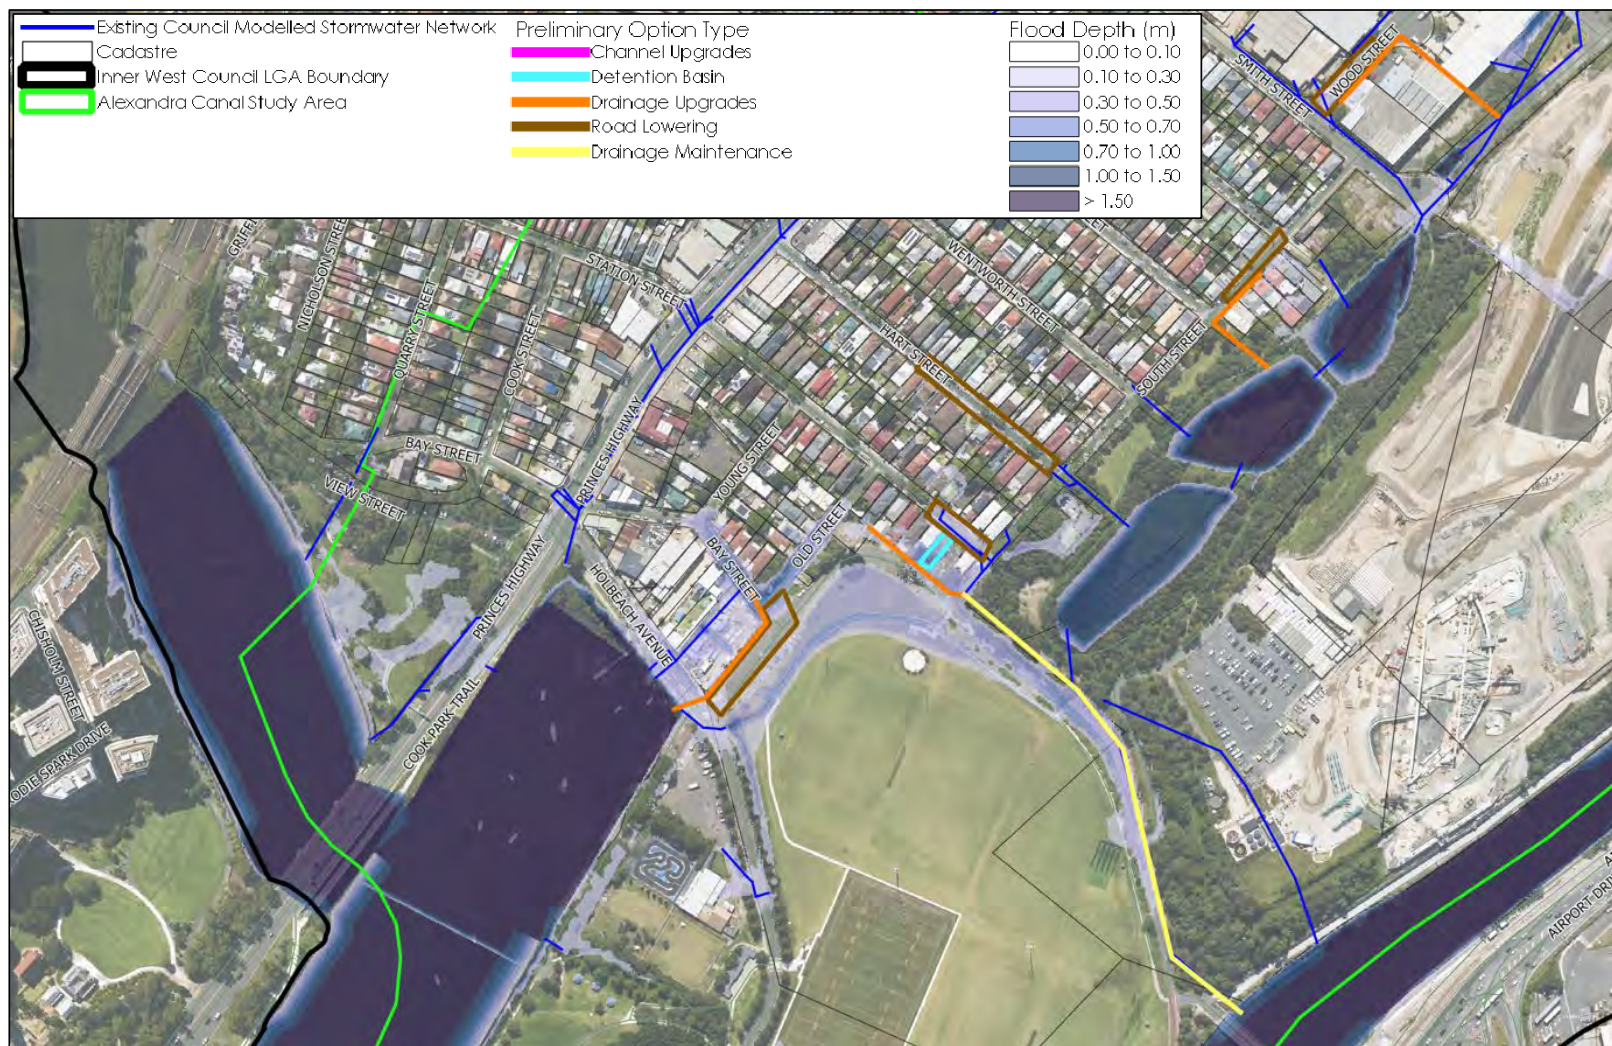 Existing Council Modelled Stormwater Network
Cadastre
Inner West Council LGA Boundary
Alexandra Canal Study Area
Preliminary Option Type
Channel Upgrades
Detention Basin
Drainage Upgrades
Road Lowering
Drainage Maintenance
Flood Depth (m)
0.00 to 0.10
0.10 to 0.30
0.30 to 0.50
0.50 to 0.70
0.70 to 1.00
1.00 to 1.50
> 1.50
SMITH STREET
WOOD STREET
GRIFFI
NICHOLSON STREE
QUARRY STREET
COOK STREET
STATION STREET
WENTWORTH STREET
HART STREET
SOUTH STREET
PRINCES HIGHWAY
BAY STREET
VIEW STREET
YOUNG STREET
OLD STREET
BAY STREET
HOLBEACH AVENUE
PRINCES HIGHWAY
COOK PARK TRAIL
CHISHOLM STREET
RODIE SPARK DRIVE
AIRPORT DRIV